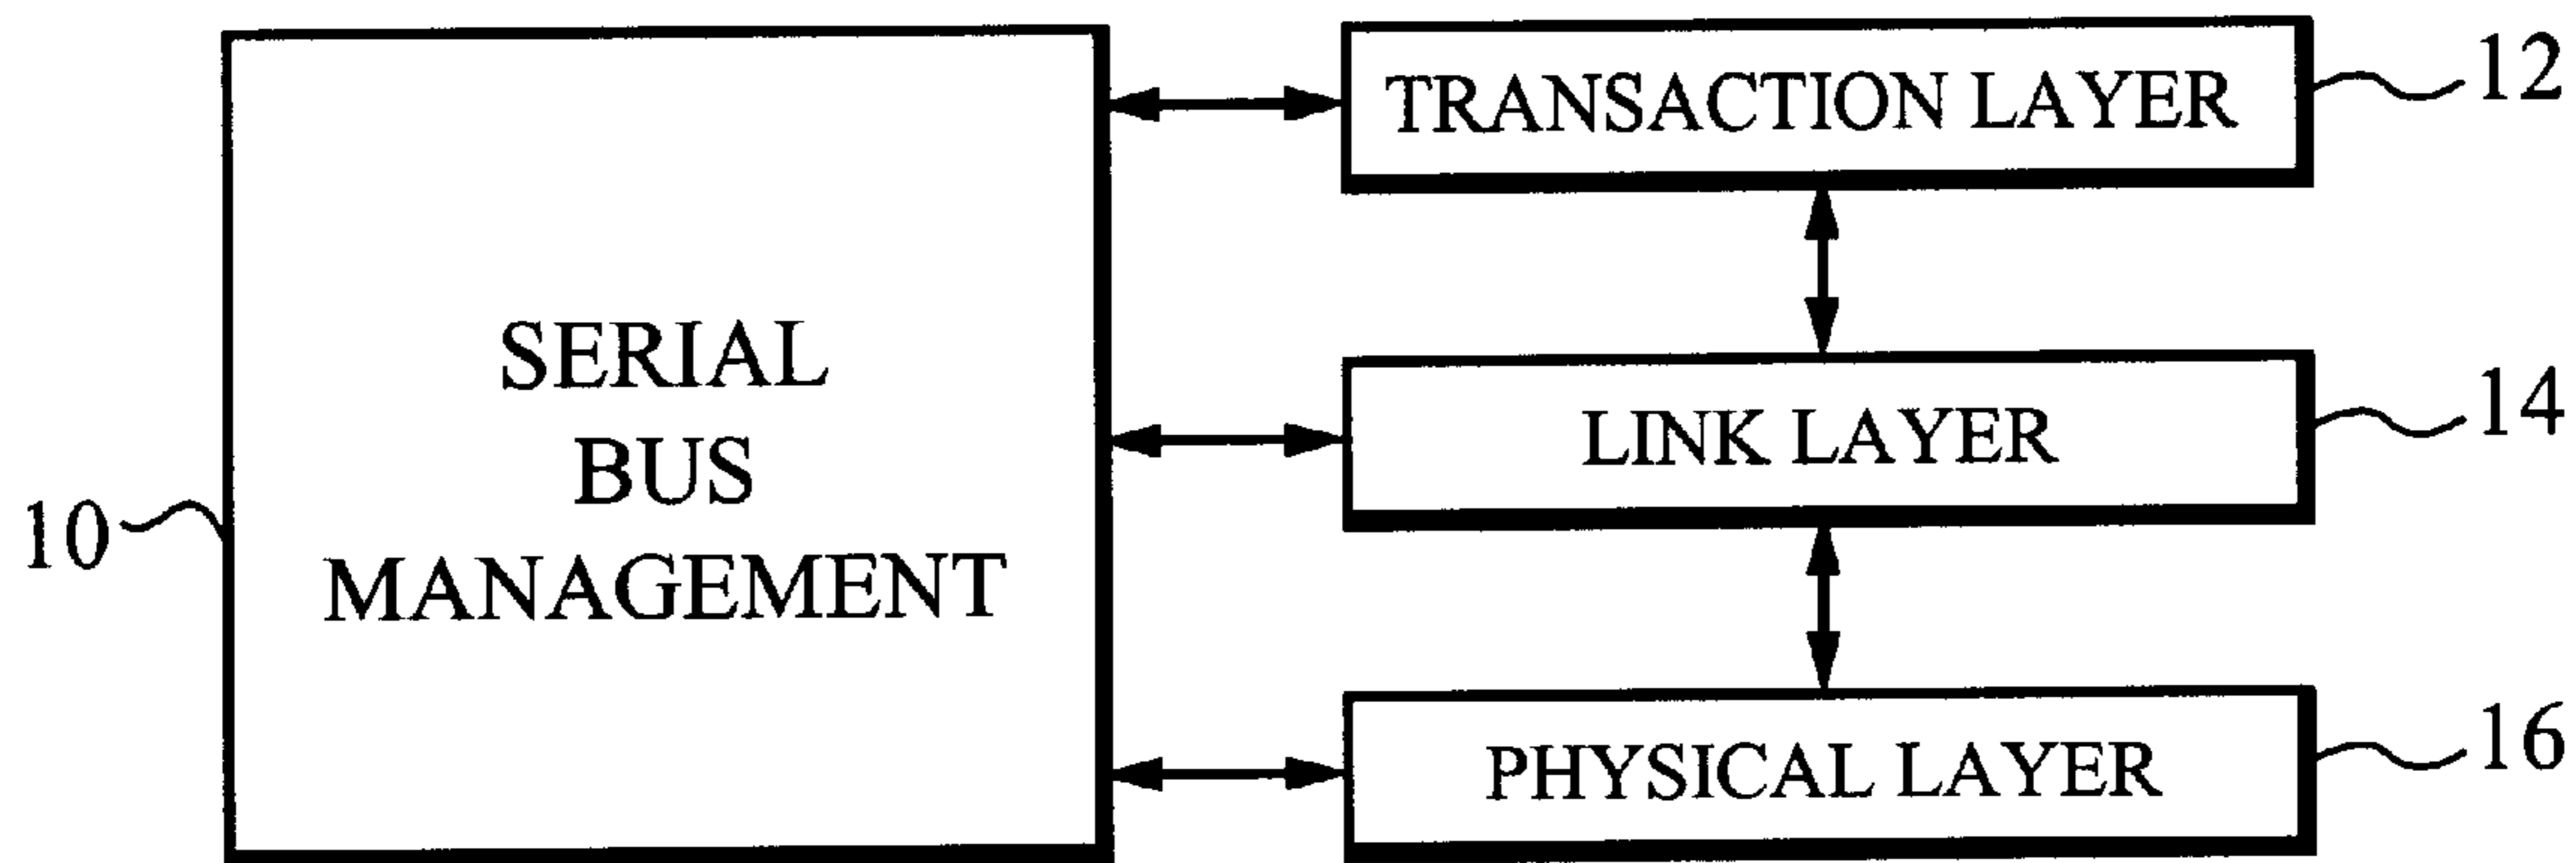 TRANSACTION LAYER
12
SERIAL
BUS
MANAGEMENT
10
LINK LAYER
14
PHYSICAL LAYER
16